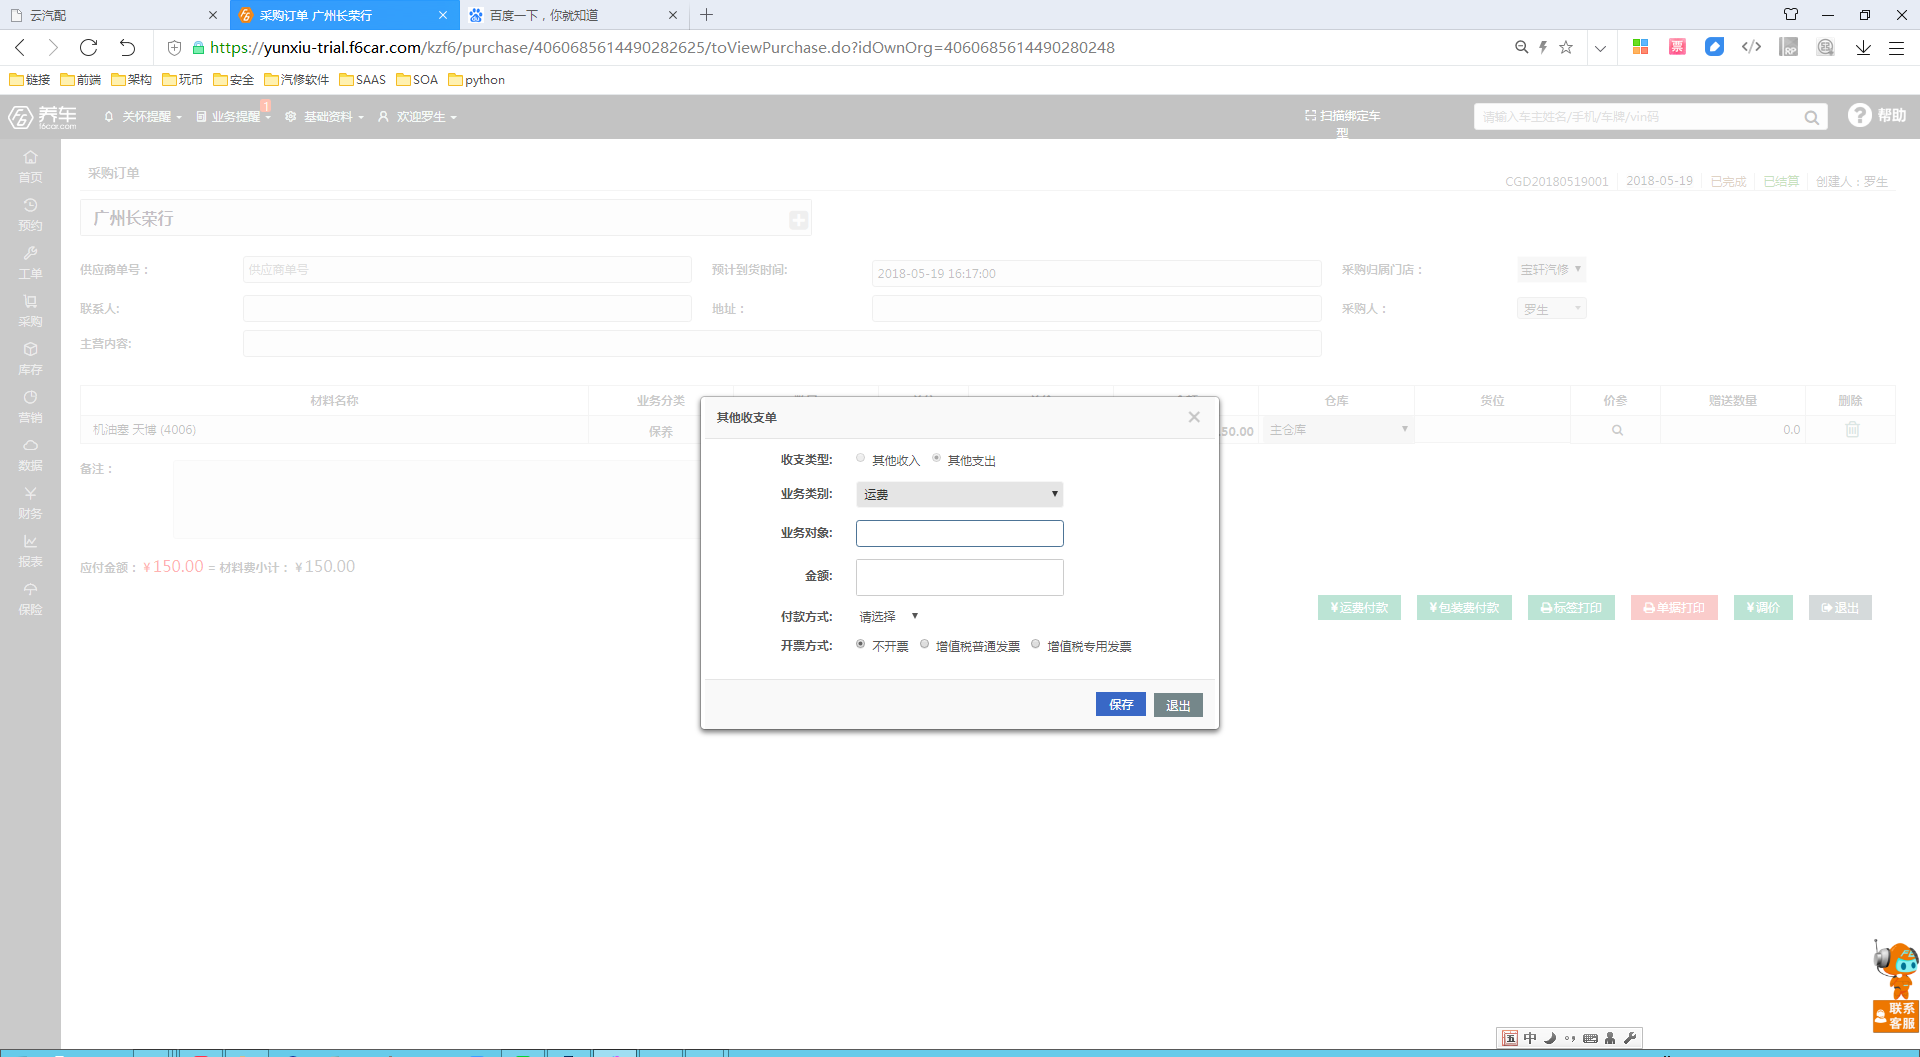 云汽配
采购订单 广州长荣行
百度一下，你就知道
https://yunxiu-trial.f6car.com/kzf6/purchase/4060685614490282625/toViewPurchase.do?idOwnOrg=4060685614490280248
票
RP
链接 前端 架构 玩币 安全 汽修软件 SAAS SOA python
F6 养车
f6car.com
关怀提醒 业务提醒 1 基础资料 欢迎罗生
扫描绑定车
型
请输入车主姓名/手机/车牌/vin码
帮助
首页
预约
工单
采购
库存
营销
数据
财务
报表
保险
采购订单
CGD20180519001 2018-05-19 已完成 已结算 创建人：罗生
广州长荣行
供应商单号： 供应商单号 预计到货时间: 2018-05-19 16:17:00 采购归属门店： 宝轩汽修
联系人: 地址： 采购人： 罗生
主营内容:
材料名称 业务分类 仓库 货位 价参 赠送数量 删除
机油塞 天博 (4006) 保养 50.00 主仓库 0.0
备注：
应付金额：¥150.00 = 材料费小计：¥150.00
¥运费付款 ¥包装费付款 标签打印 单据打印 ¥调价 退出
其他收支单
收支类型: 其他收入 其他支出
业务类别: 运费
业务对象:
金额:
付款方式: 请选择
开票方式: 不开票 增值税普通发票 增值税专用发票
保存 退出
联系
客服
五 中